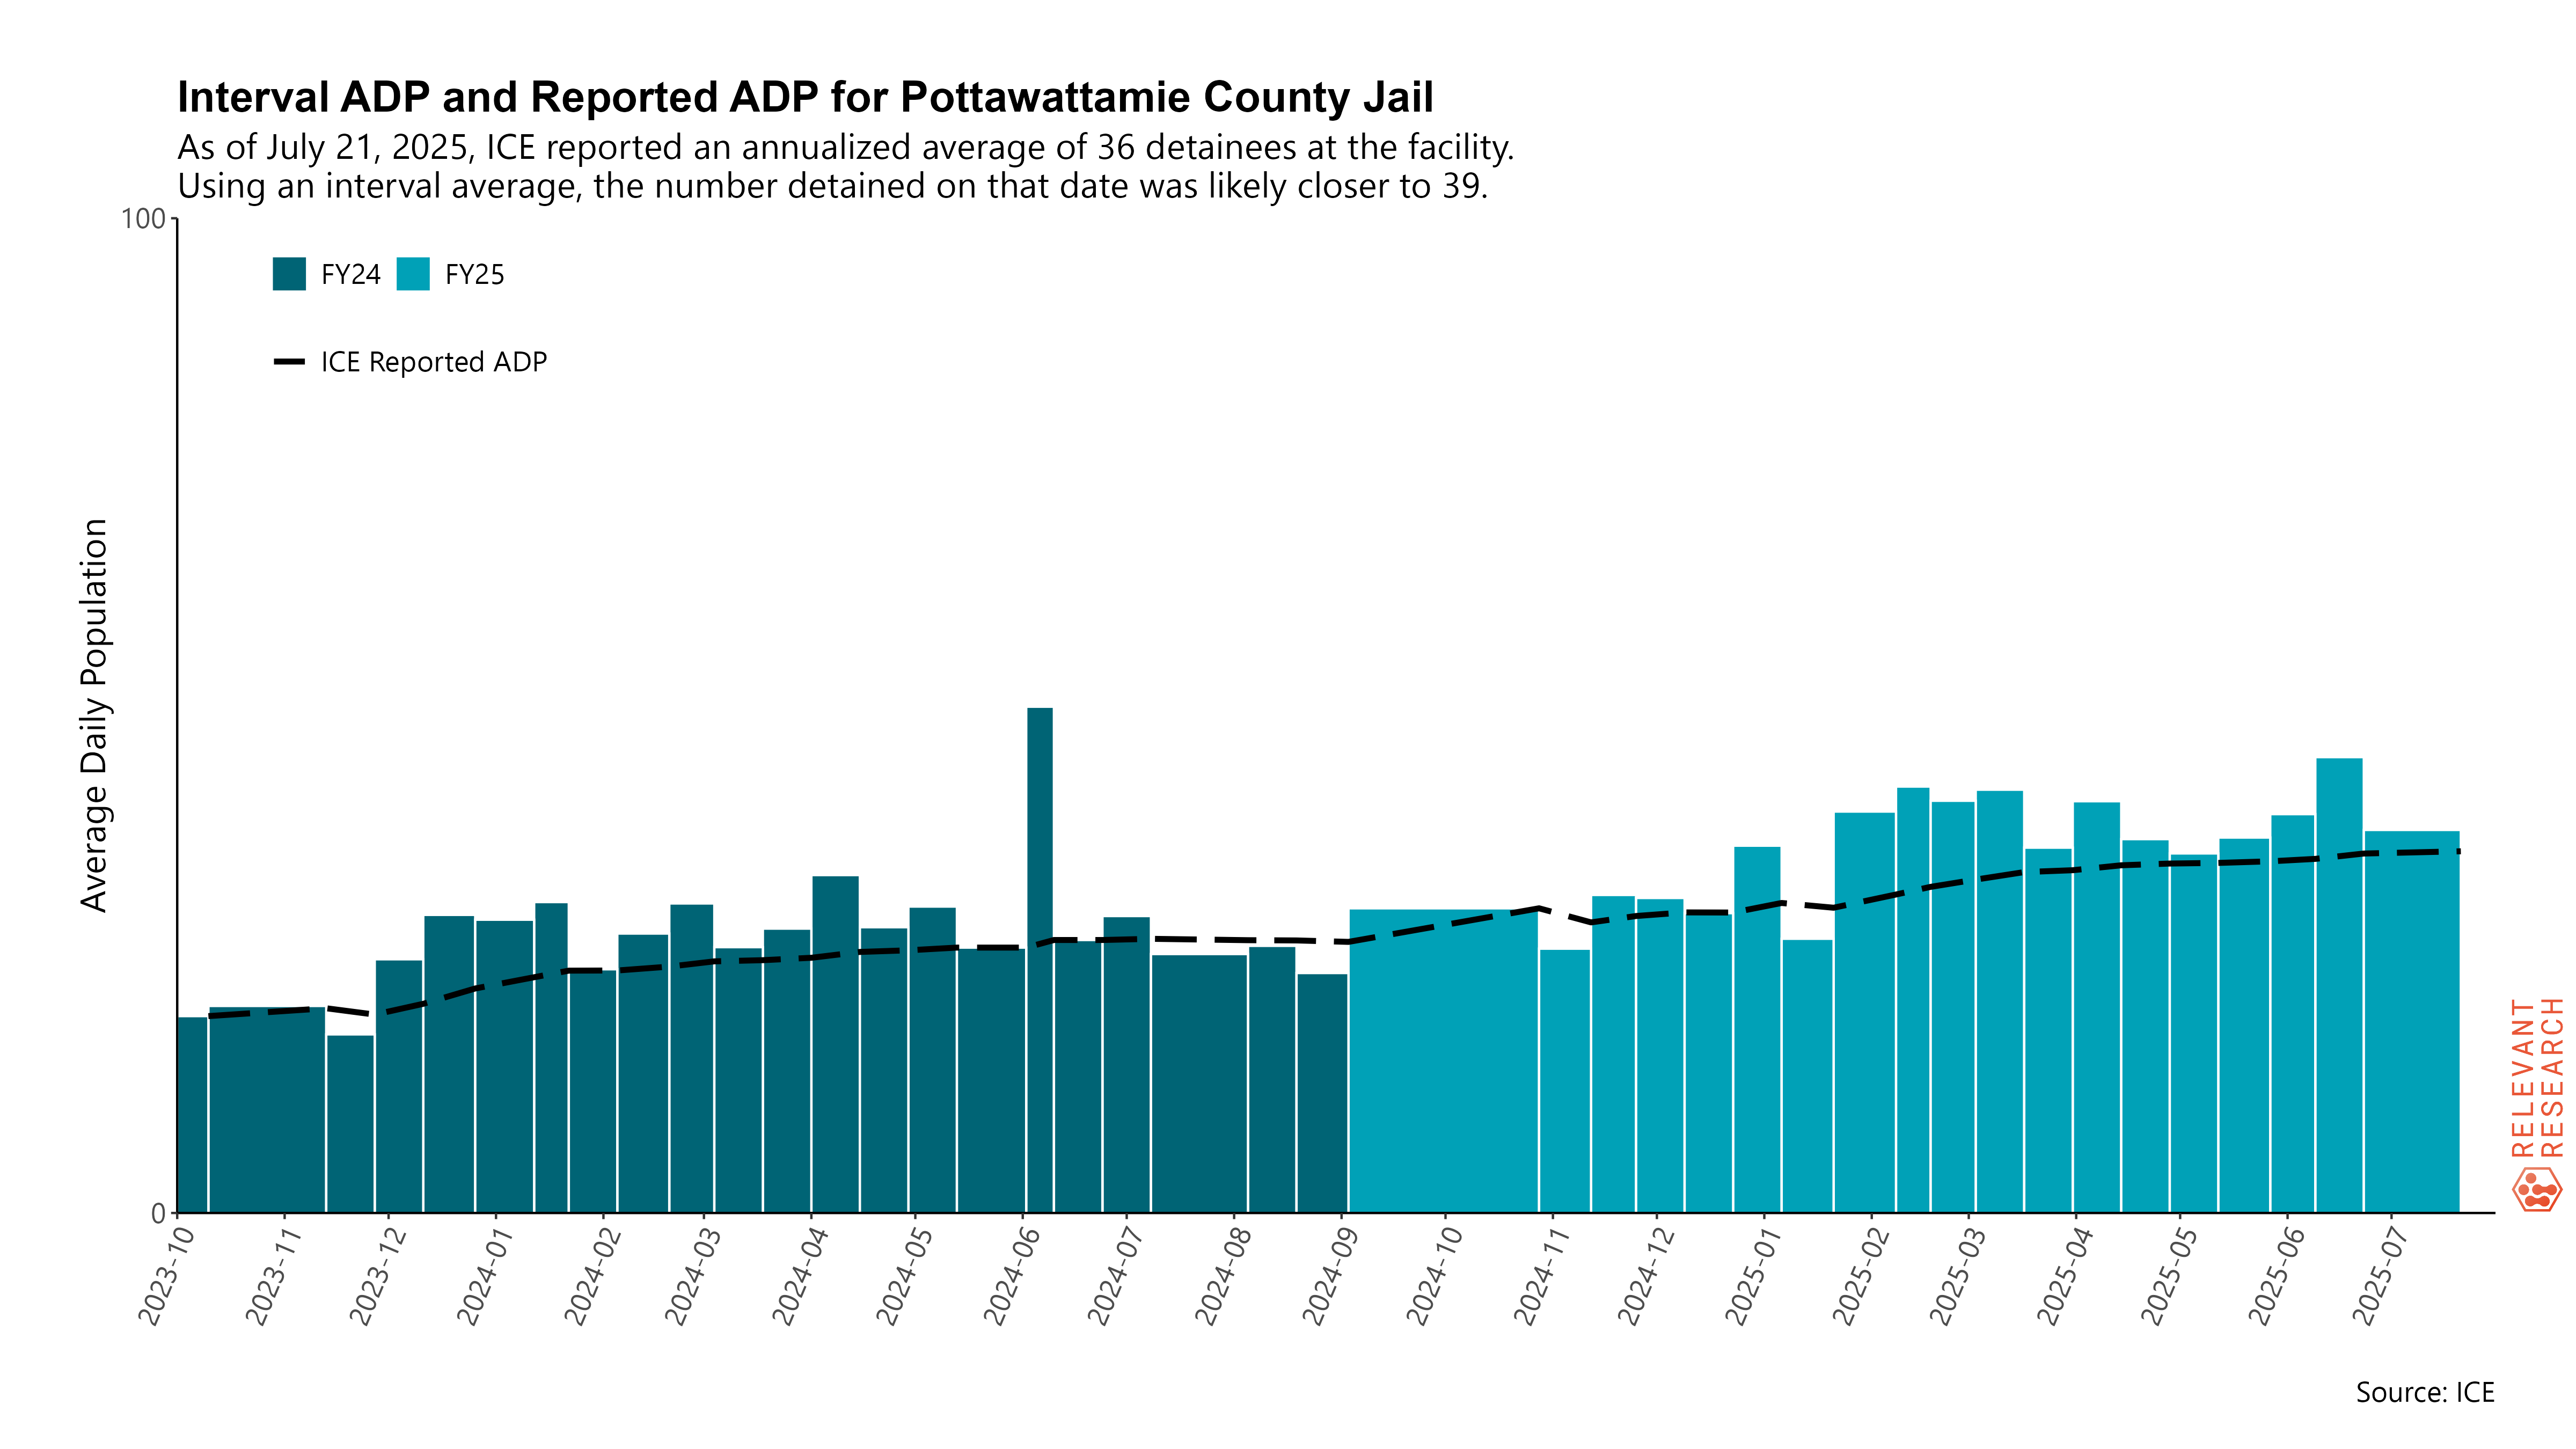 Interval ADP and Reported ADP for Pottawattamie County Jail
As of July 21, 2025, ICE reported an annualized average of 36 detainees at the facility.
Using an interval average, the number detained on that date was likely closer to 39.
100
FY24 FY25
ICE Reported ADP
Average Daily Population
0
2023-10 2023-11 2023-12 2024-01 2024-02 2024-03 2024-04 2024-05 2024-06 2024-07 2024-08 2024-09 2024-10 2024-11 2024-12 2025-01 2025-02 2025-03 2025-04 2025-05 2025-06 2025-07
RELEVANT
RESEARCH
Source: ICE